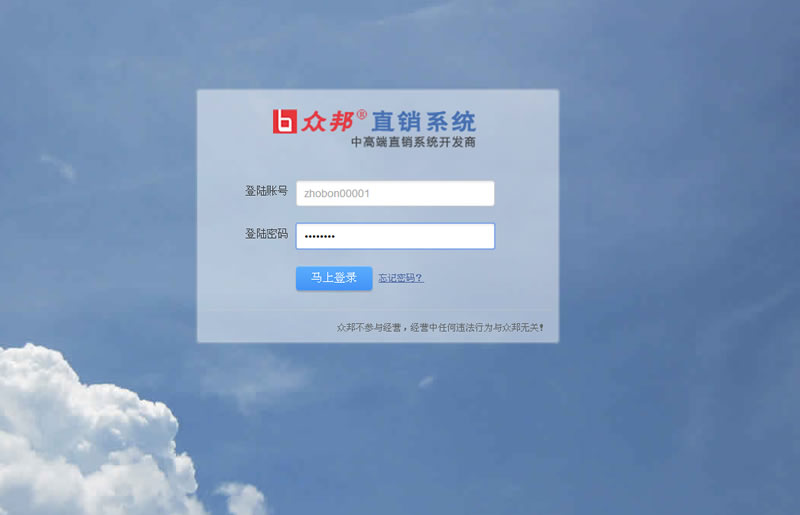 众邦®直销系统
中高端直销系统开发商
登陆账号 zhobon00001
登陆密码 ••••••••
马上登录 忘记密码?
众邦不参与经营，经营中任何违法行为与众邦无关！